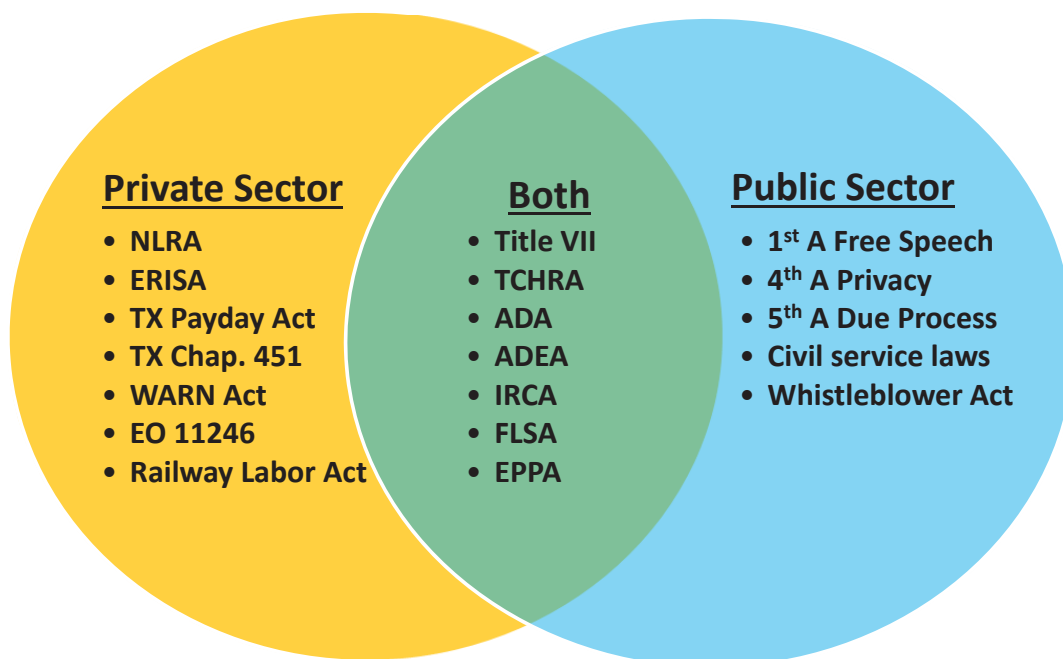 Private Sector
• NLRA
• ERISA
• TX Payday Act
• TX Chap. 451
• WARN Act
• EO 11246
• Railway Labor Act
Both
• Title VII
• TCHRA
• ADA
• ADEA
• IRCA
• FLSA
• EPPA
Public Sector
• 1st A Free Speech
• 4th A Privacy
• 5th A Due Process
• Civil service laws
• Whistleblower Act